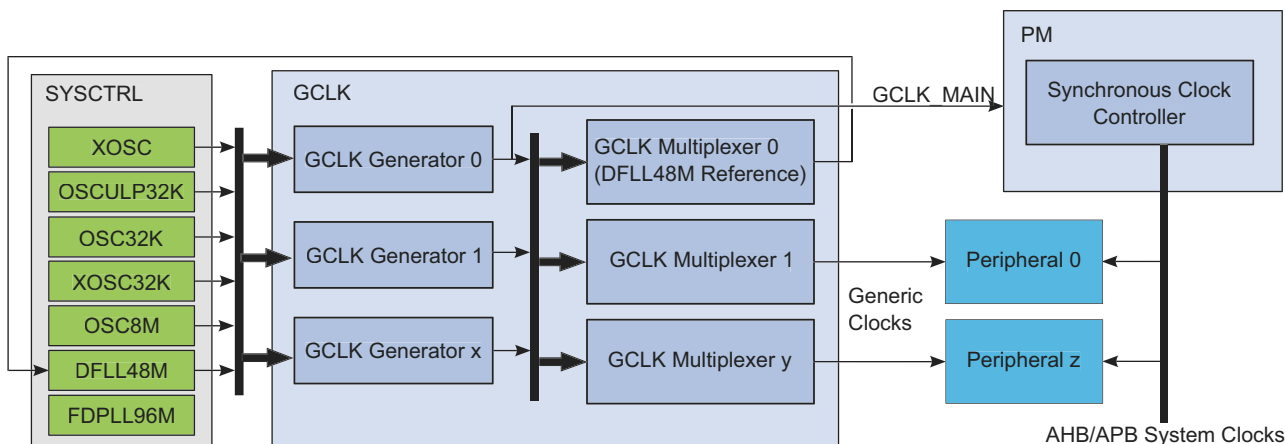 PM
SYSCTRL
GCLK
GCLK_MAIN
Synchronous Clock
Controller
XOSC
OSCULP32K
OSC32K
XOSC32K
OSC8M
DFLL48M
FDPLL96M
GCLK Generator 0
GCLK Generator 1
GCLK Generator x
GCLK Multiplexer 0
(DFLL48M Reference)
GCLK Multiplexer 1
GCLK Multiplexer y
Generic
Clocks
Peripheral 0
Peripheral z
AHB/APB System Clocks